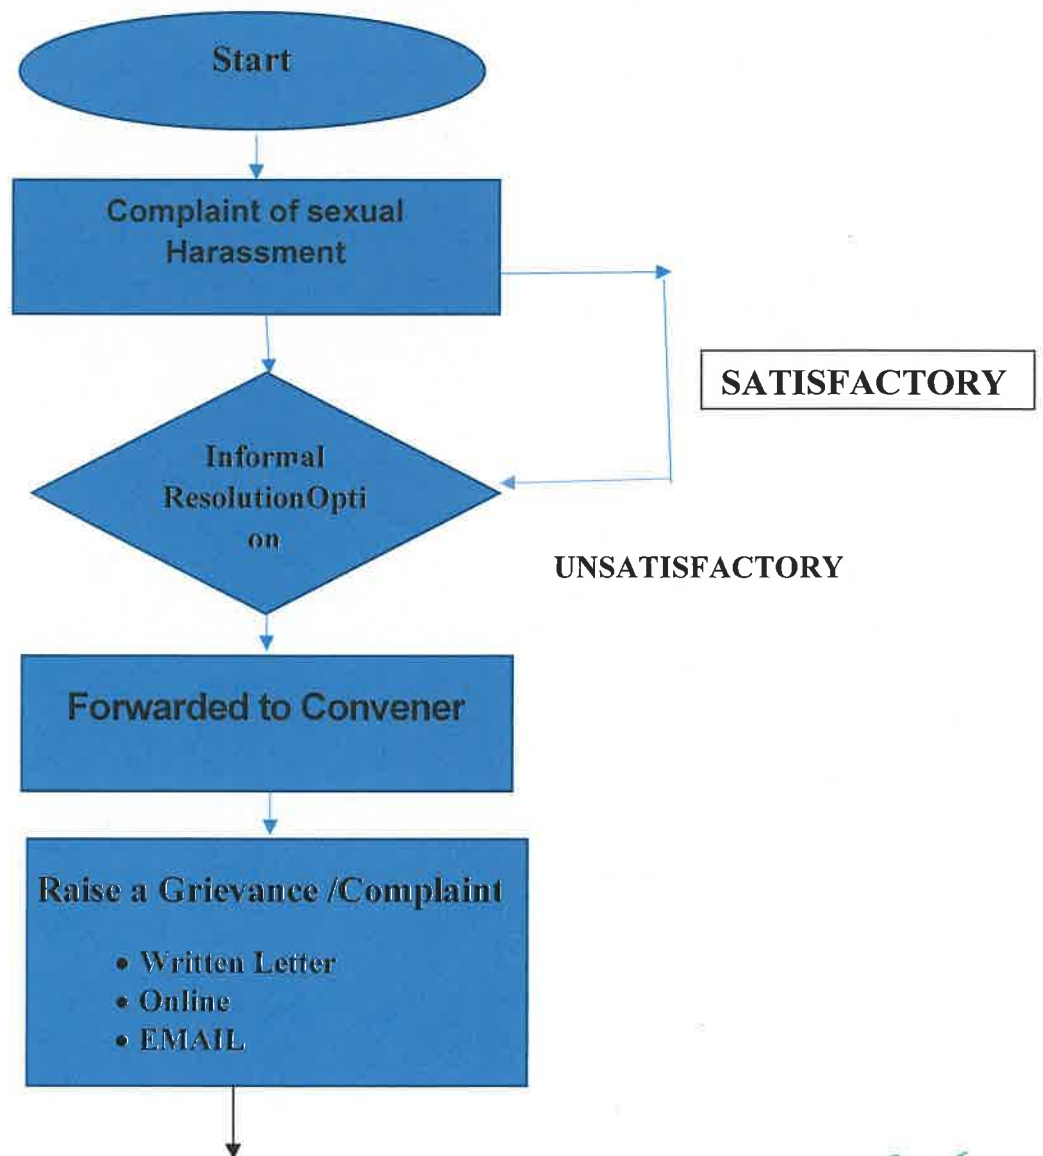 Start
Complaint of sexual
Harassment
SATISFACTORY
Informal
ResolutionOpti
on
UNSATISFACTORY
Forwarded to Convener
Raise a Grievance /Complaint
• Written Letter
• Online
• EMAIL